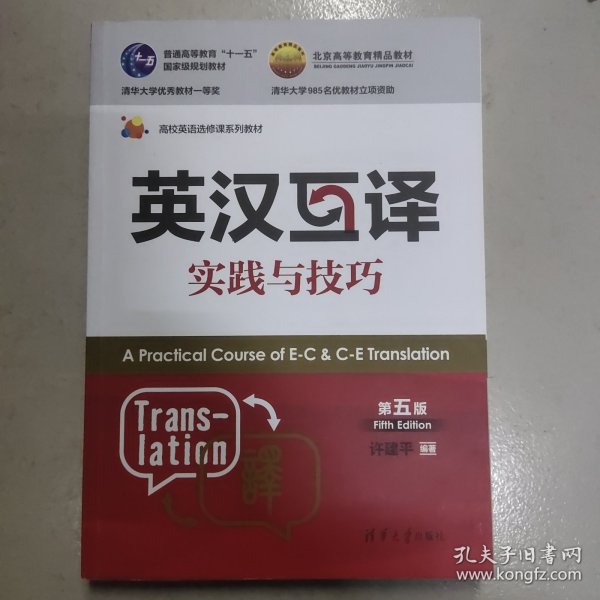 十一五
普通高等教育“十一五”
国家级规划教材
北京高等教育精品教材
BEIJING GAODENG JIAOYU JINGPIN JIAOCAI
清华大学优秀教材一等奖
清华大学985名优教材立项资助
高校英语选修课系列教材
英汉互译
实践与技巧
A Practical Course of E-C & C-E Translation
Trans-
lation
譯
第五版
Fifth Edition
许建平 编著
清华大学出版社
孔夫子旧书网
www.kongfz.com